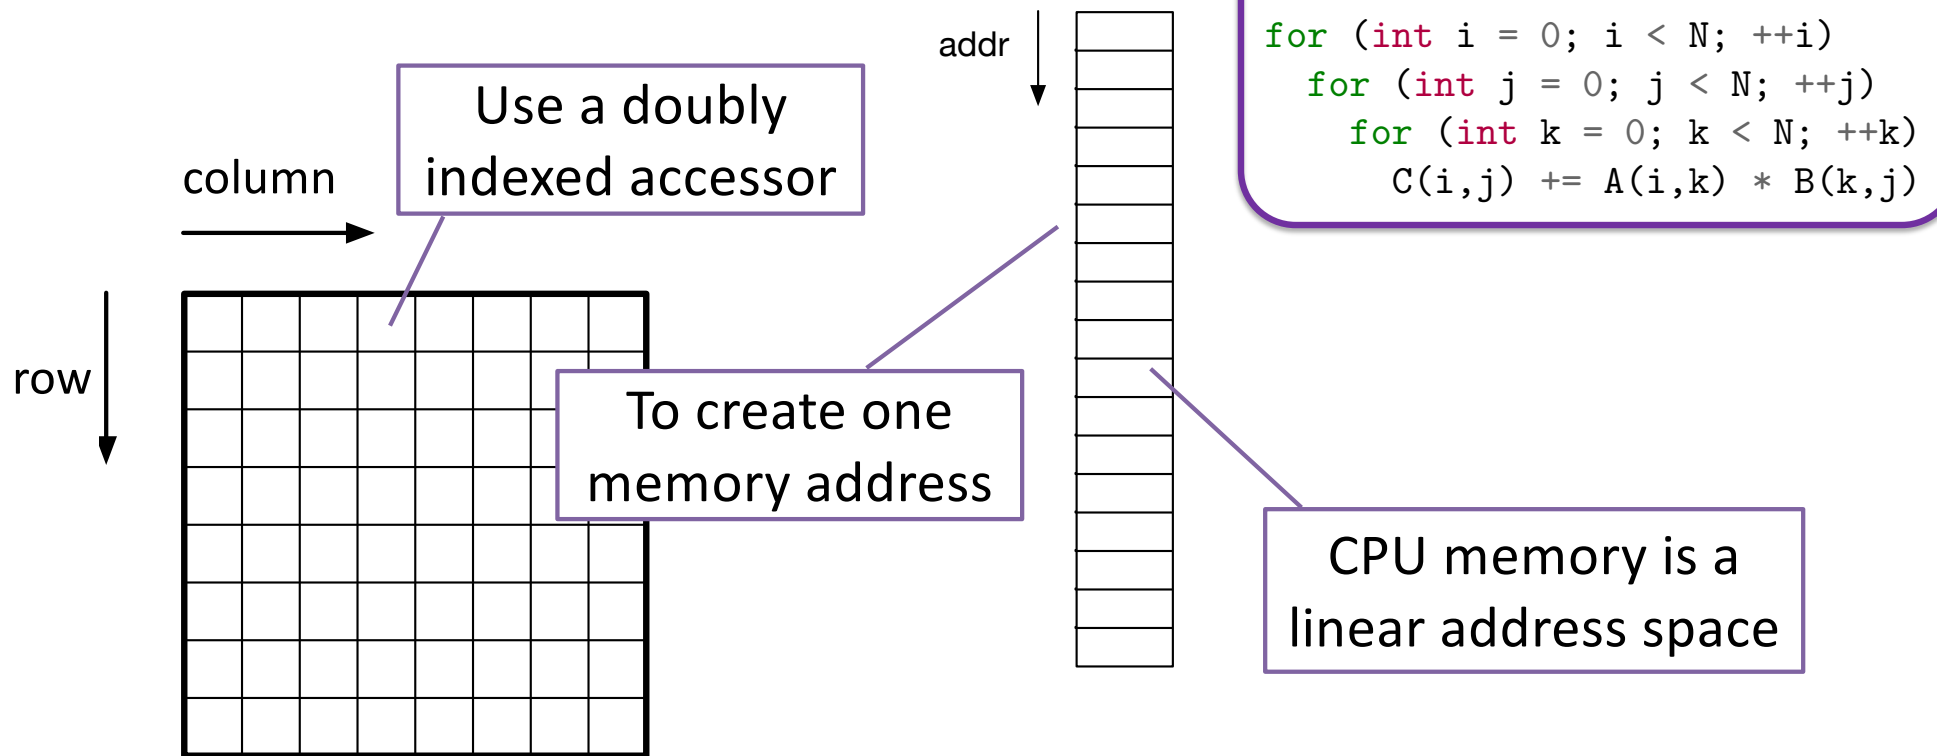 addr
for (int i = 0; i < N; ++i)
for (int j = 0; j < N; ++j)
for (int k = 0; k < N; ++k)
C(i,j) += A(i,k) * B(k,j)
Use a doubly
indexed accessor
column
row
To create one
memory address
CPU memory is a
linear address space